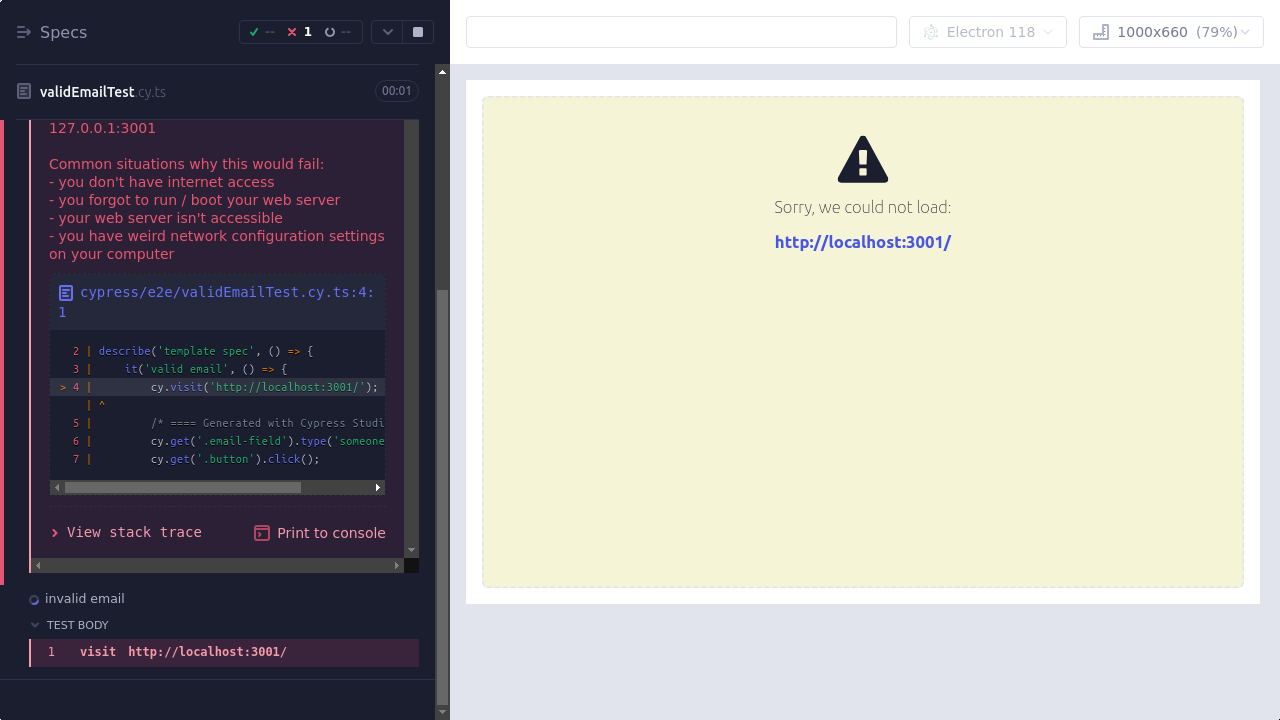 Specs
-- 1 --
validEmailTest.cy.ts 00:01
127.0.0.1:3001
Common situations why this would fail:
- you don't have internet access
- you forgot to run / boot your web server
- your web server isn't accessible
- you have weird network configuration settings
on your computer
cypress/e2e/validEmailTest.cy.ts:4:
1
2 | describe('template spec', () => {
3 |     it('valid email', () => {
> 4 |         cy.visit('http://localhost:3001/');
| ^
5 |         /* ==== Generated with Cypress Studi
6 |         cy.get('.email-field').type('someone
7 |         cy.get('.button').click();
View stack trace
Print to console
invalid email
TEST BODY
1 visit http://localhost:3001/
Electron 118
1000x660 (79%)
Sorry, we could not load:
http://localhost:3001/